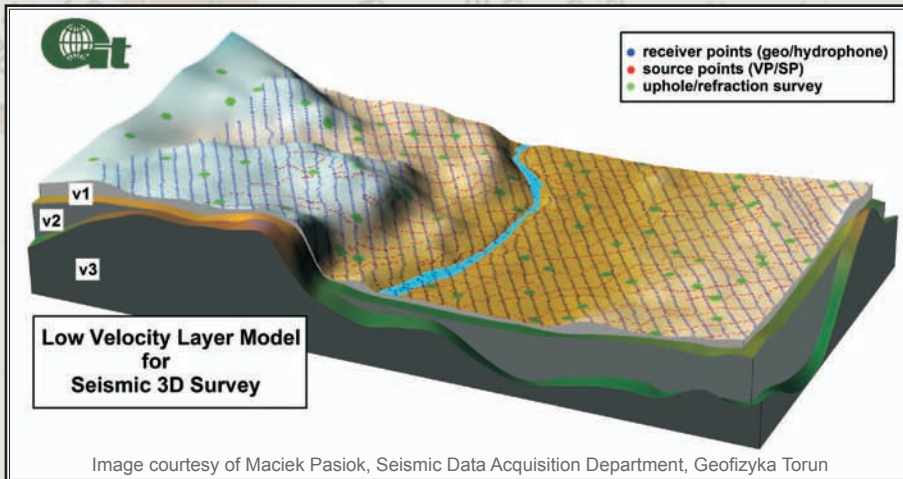 Git
receiver points (geo/hydrophone)
source points (VP/SP)
uphole/refraction survey
v1
v2
v3
Low Velocity Layer Model
for
Seismic 3D Survey
Image courtesy of Maciek Pasiok, Seismic Data Acquisition Department, Geofizyka Torun